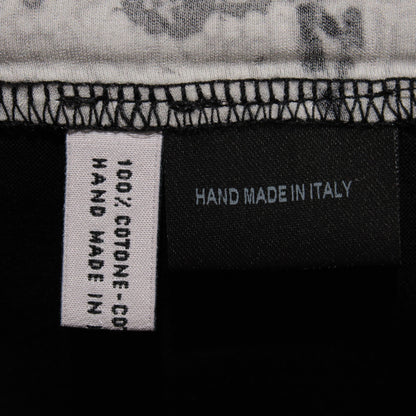 100% COTONE-CO
HAND MADE IN
HAND MADE IN ITALY